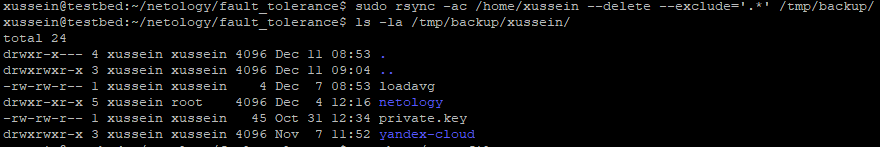 xussein@testbed:~/netology/fault_tolerance$ sudo rsync -ac /home/xussein --delete --exclude='.*' /tmp/backup/
xussein@testbed:~/netology/fault_tolerance$ ls -la /tmp/backup/xussein/
total 24
drwxr-x--- 4 xussein xussein 4096 Dec 11 08:53 .
drwxrwxr-x 3 xussein xussein 4096 Dec 11 09:04 ..
-rw-rw-r-- 1 xussein xussein    4 Dec  7 08:53 loadavg
drwxrwxr-x 5 xussein root    4096 Dec  4 12:16 netology
-rw-rw-r-- 1 xussein xussein   45 Oct 31 12:34 private.key
drwxrwxr-x 3 xussein xussein 4096 Nov  7 11:52 yandex-cloud